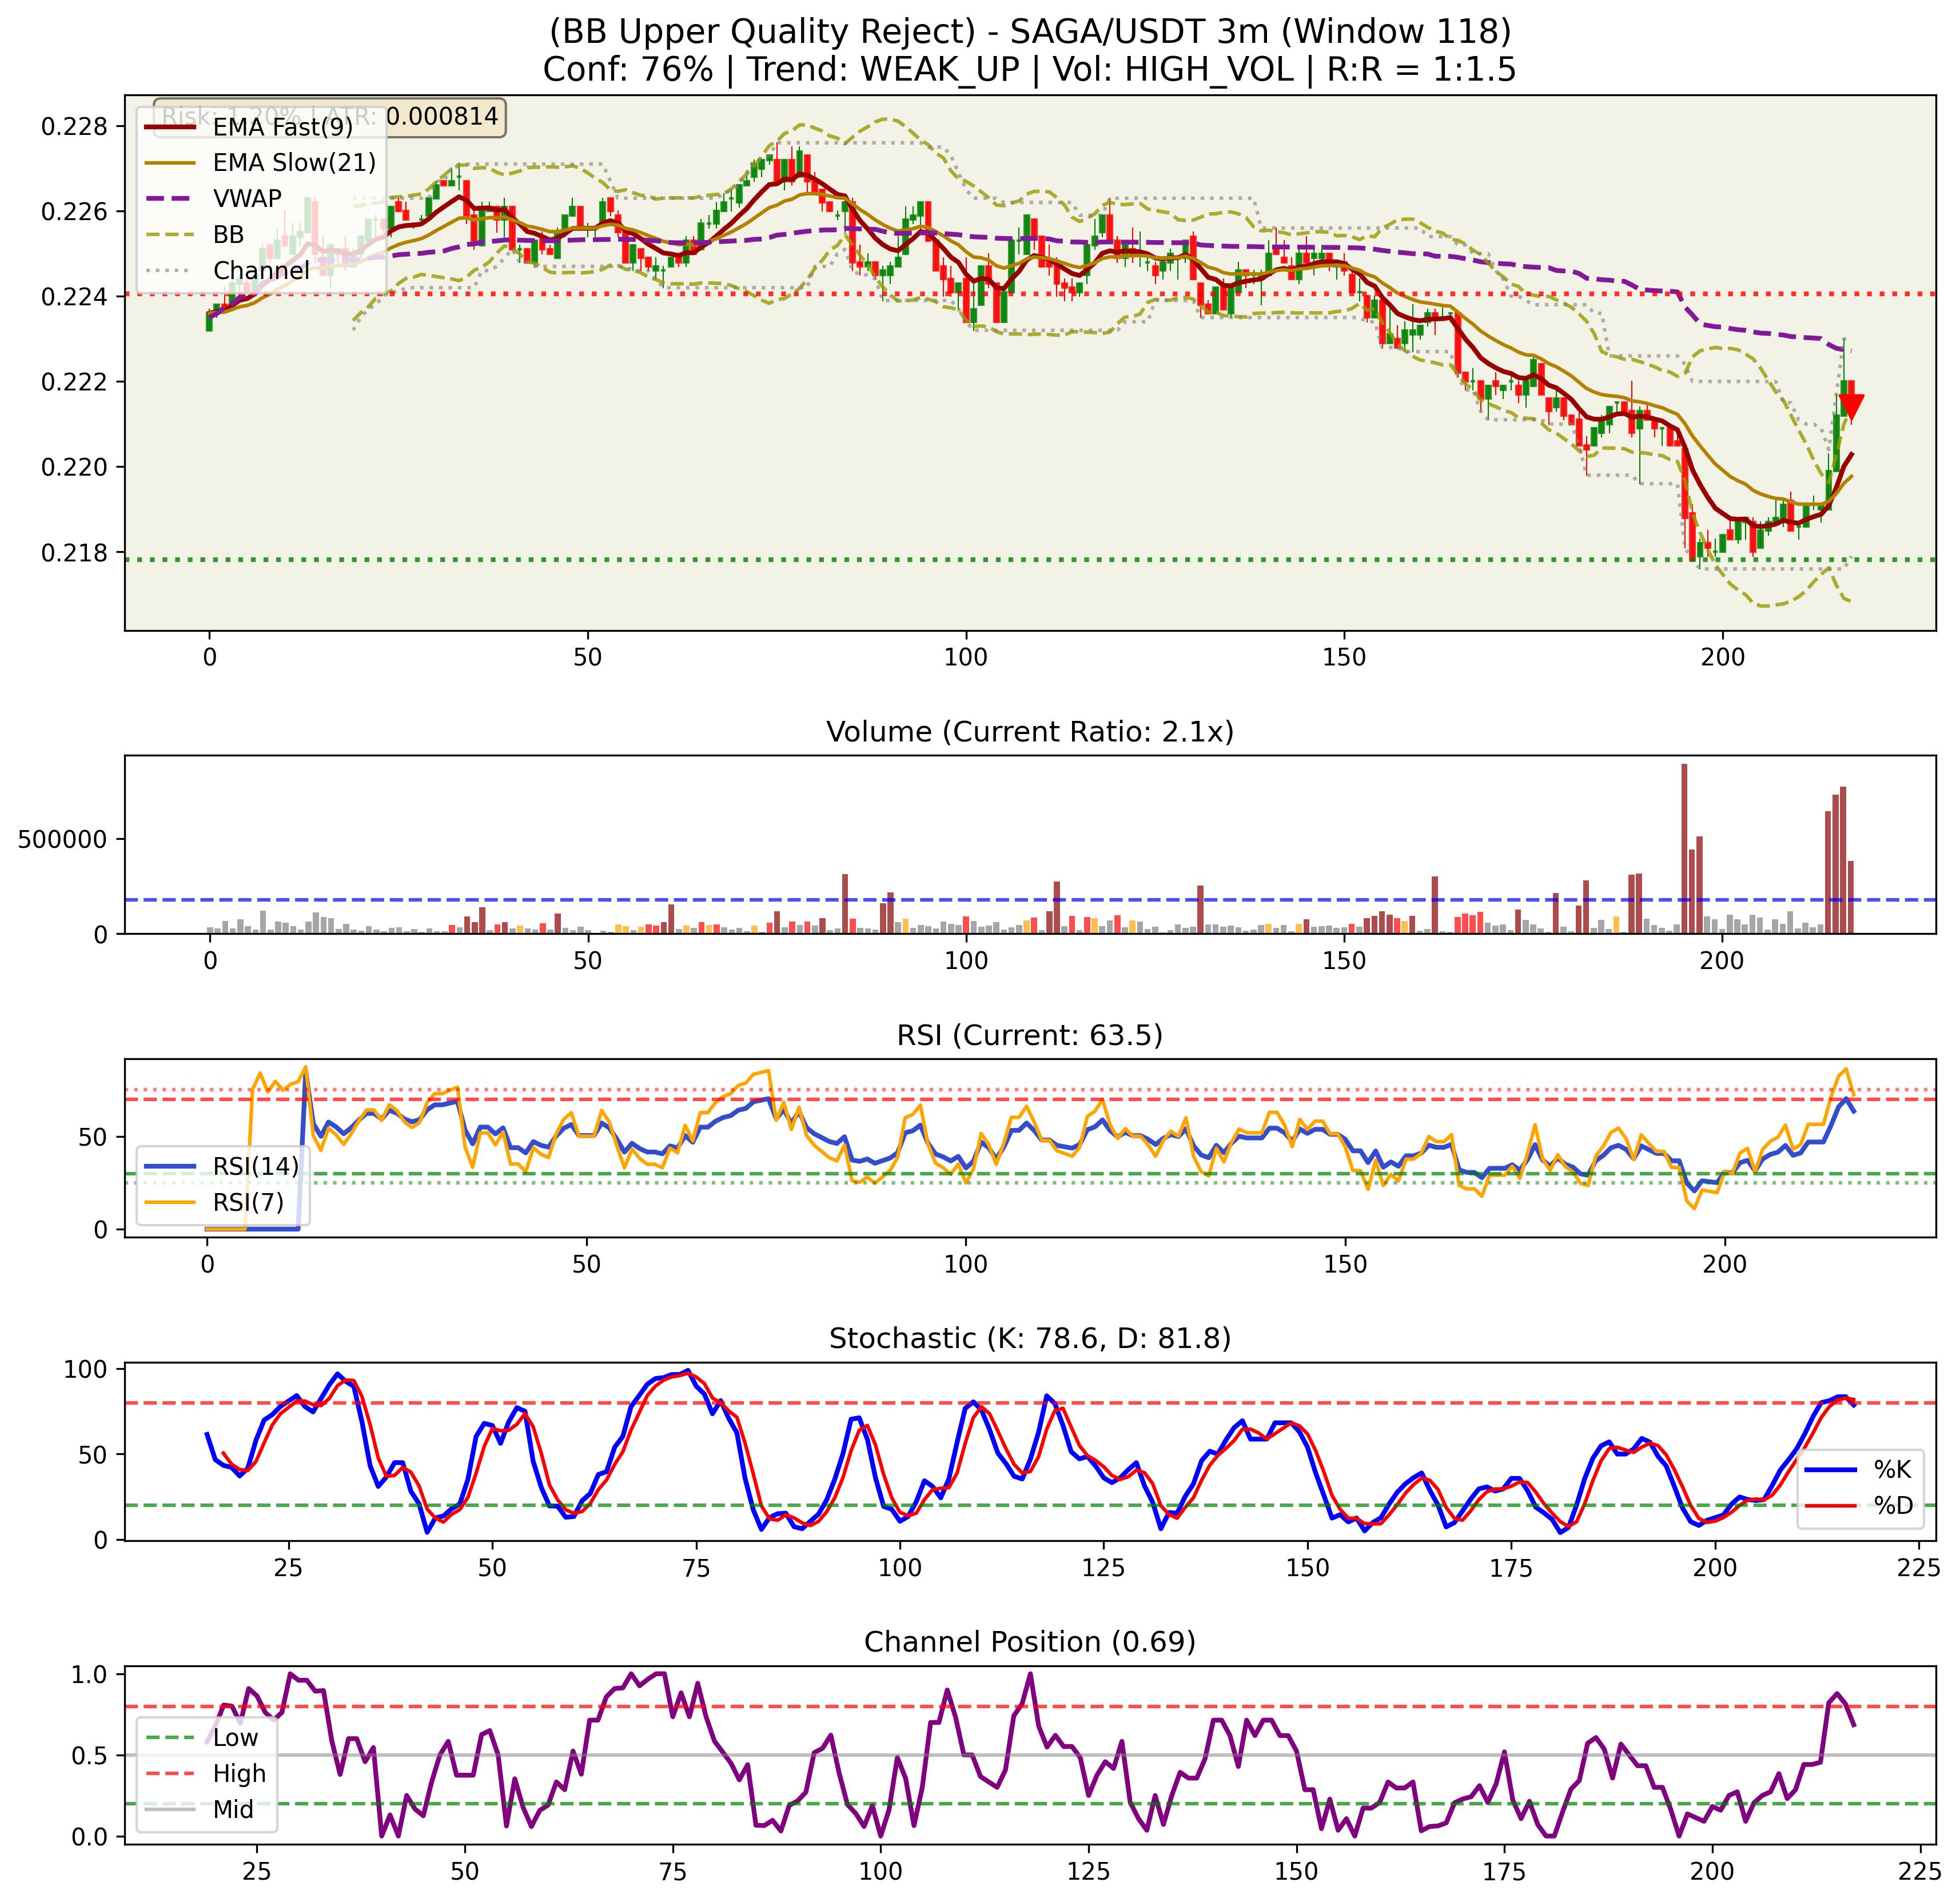 (BB Upper Quality Reject) - SAGA/USDT 3m (Window 118)
Conf: 76% | Trend: WEAK_UP | Vol: HIGH_VOL | R:R = 1:1.5
Risk: 1.20% | ATR: 0.000814
EMA Fast(9)
EMA Slow(21)
VWAP
BB
Channel
0.228
0.226
0.224
0.222
0.220
0.218
0 50 100 150 200
Volume (Current Ratio: 2.1x)
500000
0
0 50 100 150 200
RSI (Current: 63.5)
50
0
RSI(14)
RSI(7)
0 50 100 150 200
Stochastic (K: 78.6, D: 81.8)
100
50
0
%K
%D
25 50 75 100 125 150 175 200 225
Channel Position (0.69)
1.0
0.5
0.0
Low
High
Mid
25 50 75 100 125 150 175 200 225